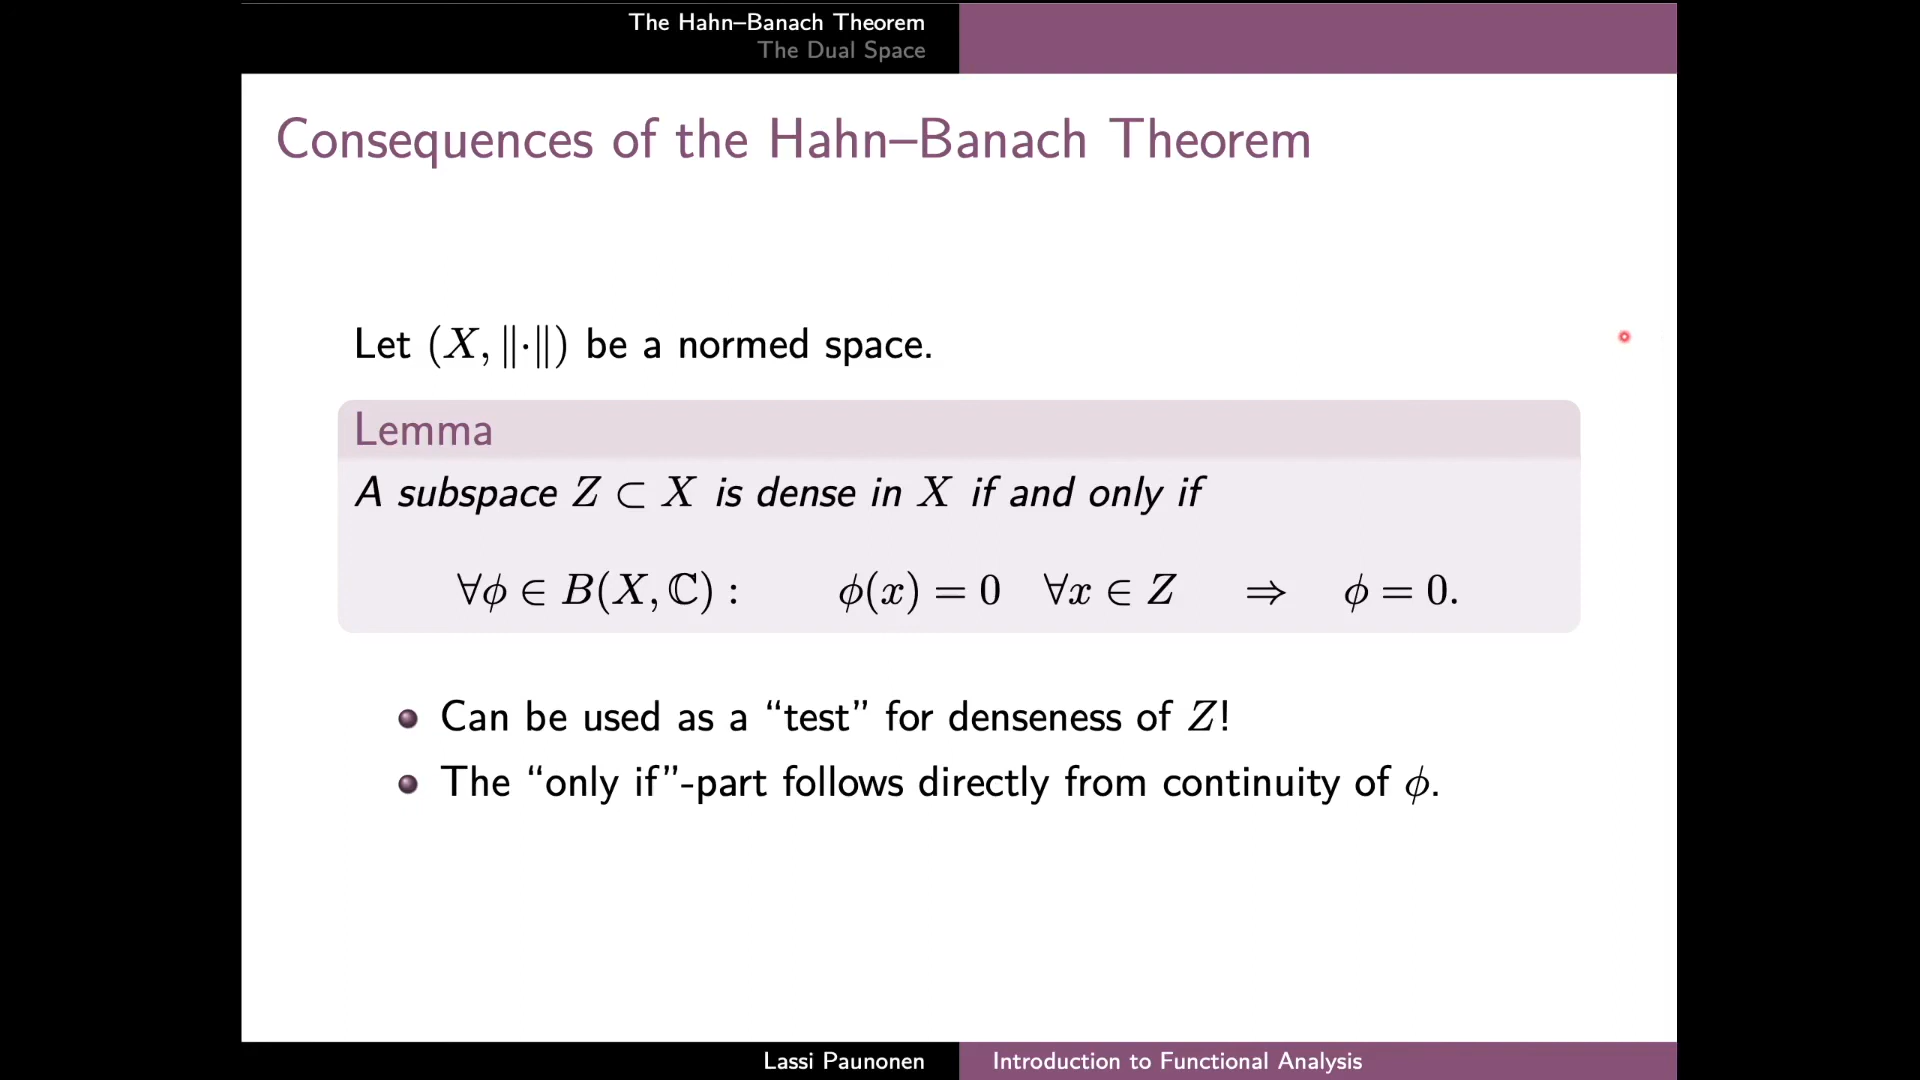 The Hahn–Banach Theorem
The Dual Space
Consequences of the Hahn–Banach Theorem
Let (X, ‖·‖) be a normed space.
Lemma
A subspace Z ⊂ X is dense in X if and only if
∀ϕ ∈ B(X, ℂ) : ϕ(x) = 0 ∀x ∈ Z ⇒ ϕ = 0.
Can be used as a “test” for denseness of Z!
The “only if”-part follows directly from continuity of ϕ.
Lassi Paunonen
Introduction to Functional Analysis